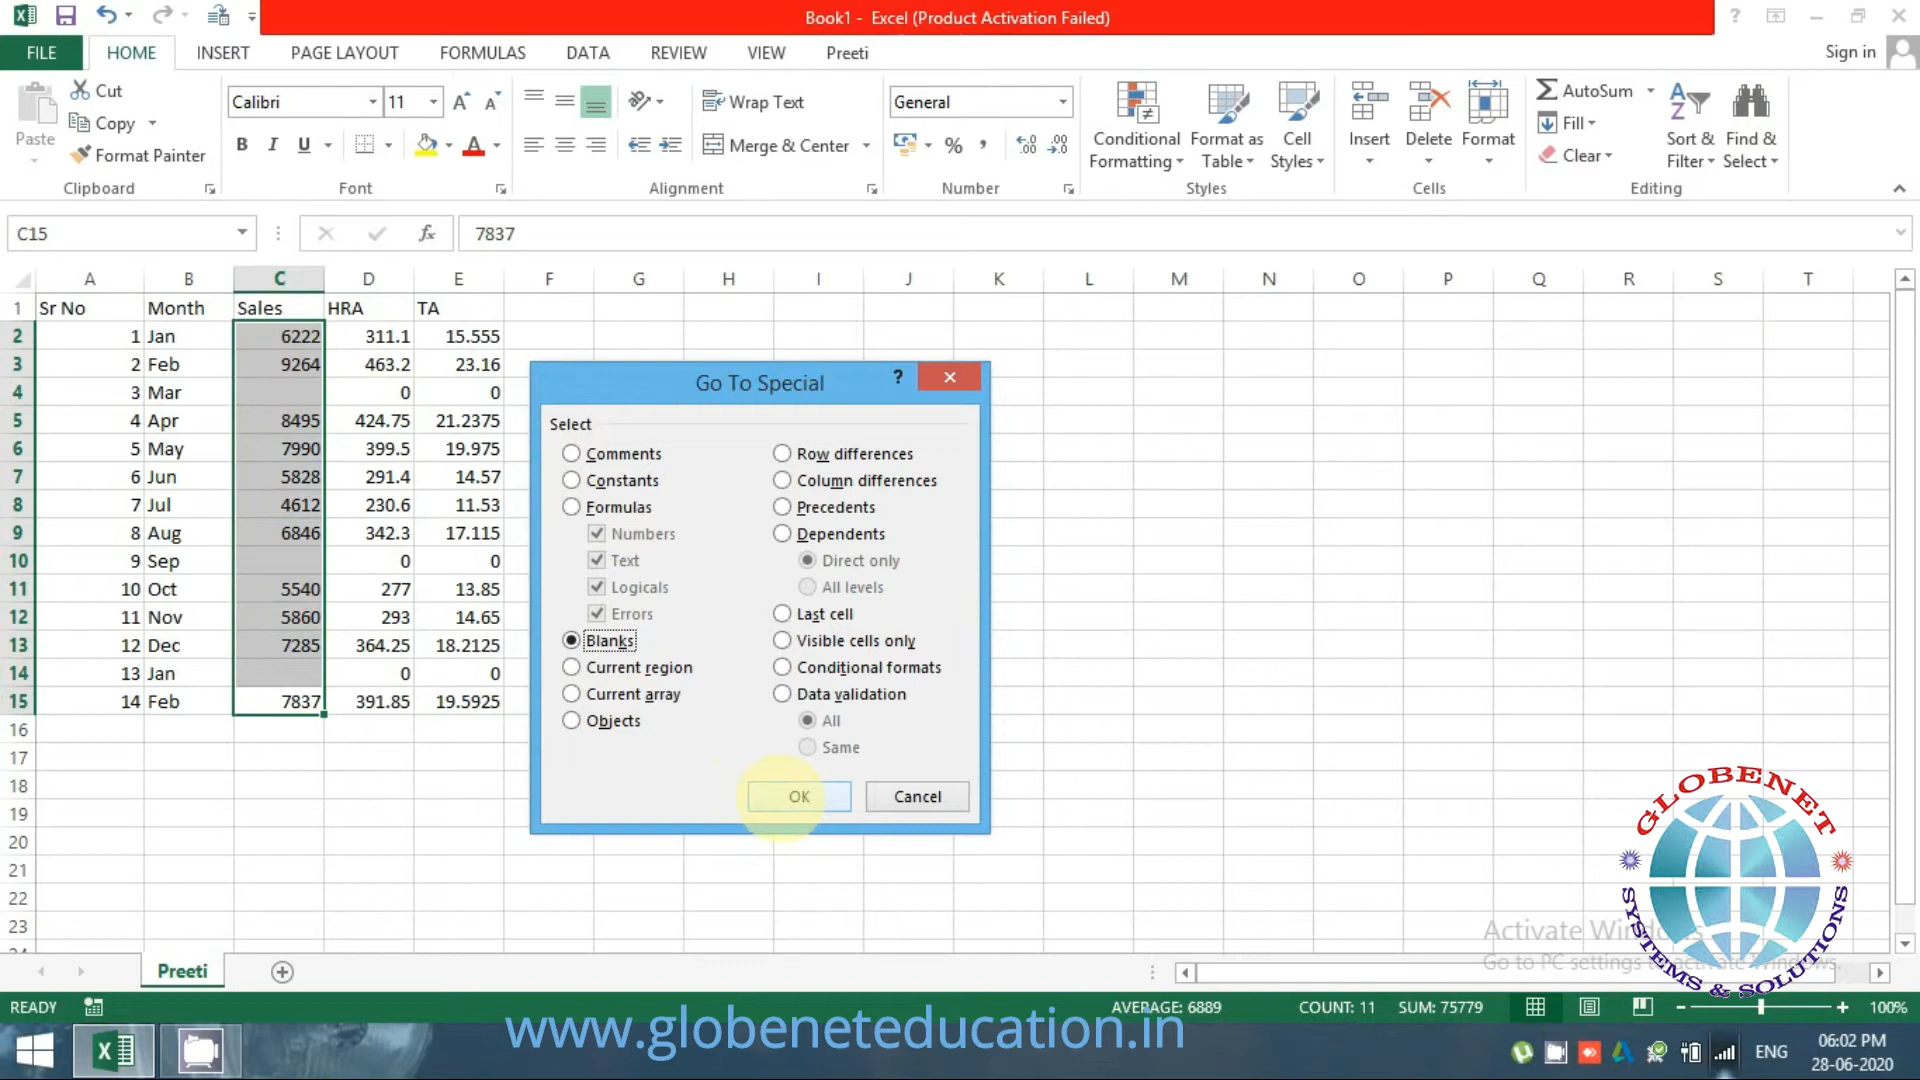 Book1 - Excel (Product Activation Failed)
FILE HOME INSERT PAGE LAYOUT FORMULAS DATA REVIEW VIEW Preeti Sign in
Paste
Cut
Copy
Format Painter
Clipboard
Calibri 11
B I U
Font
Wrap Text
Merge & Center
Alignment
General
Number
Conditional Formatting
Format as Table
Cell Styles
Styles
Insert Delete Format
Cells
AutoSum
Fill
Clear
Sort & Filter
Find & Select
Editing
C15 fx 7837
A B C D E F G H I J K L M N O P Q R S T
1 Sr No Month Sales HRA TA
2 1 Jan 6222 311.1 15.555
3 2 Feb 9264 463.2 23.16
4 3 Mar 0 0
5 4 Apr 8495 424.75 21.2375
6 5 May 7990 399.5 19.975
7 6 Jun 5828 291.4 14.57
8 7 Jul 4612 230.6 11.53
9 8 Aug 6846 342.3 17.115
10 9 Sep 0 0
11 10 Oct 5540 277 13.85
12 11 Nov 5860 293 14.65
13 12 Dec 7285 364.25 18.2125
14 13 Jan 0 0
15 14 Feb 7837 391.85 19.5925
16
17
18
19
20
21
22
23
Go To Special ?
Select
Comments
Constants
Formulas
Numbers
Text
Logicals
Errors
Blanks
Current region
Current array
Objects
Row differences
Column differences
Precedents
Dependents
Direct only
All levels
Last cell
Visible cells only
Conditional formats
Data validation
All
Same
OK Cancel
GLOBENET
SYSTEMS & SOLUTIONS
Activate Windows
Go to PC settings to activate Windows.
Preeti
READY AVERAGE: 6889 COUNT: 11 SUM: 75779 100%
www.globeneteducation.in
ENG
06:02 PM
28-06-2020